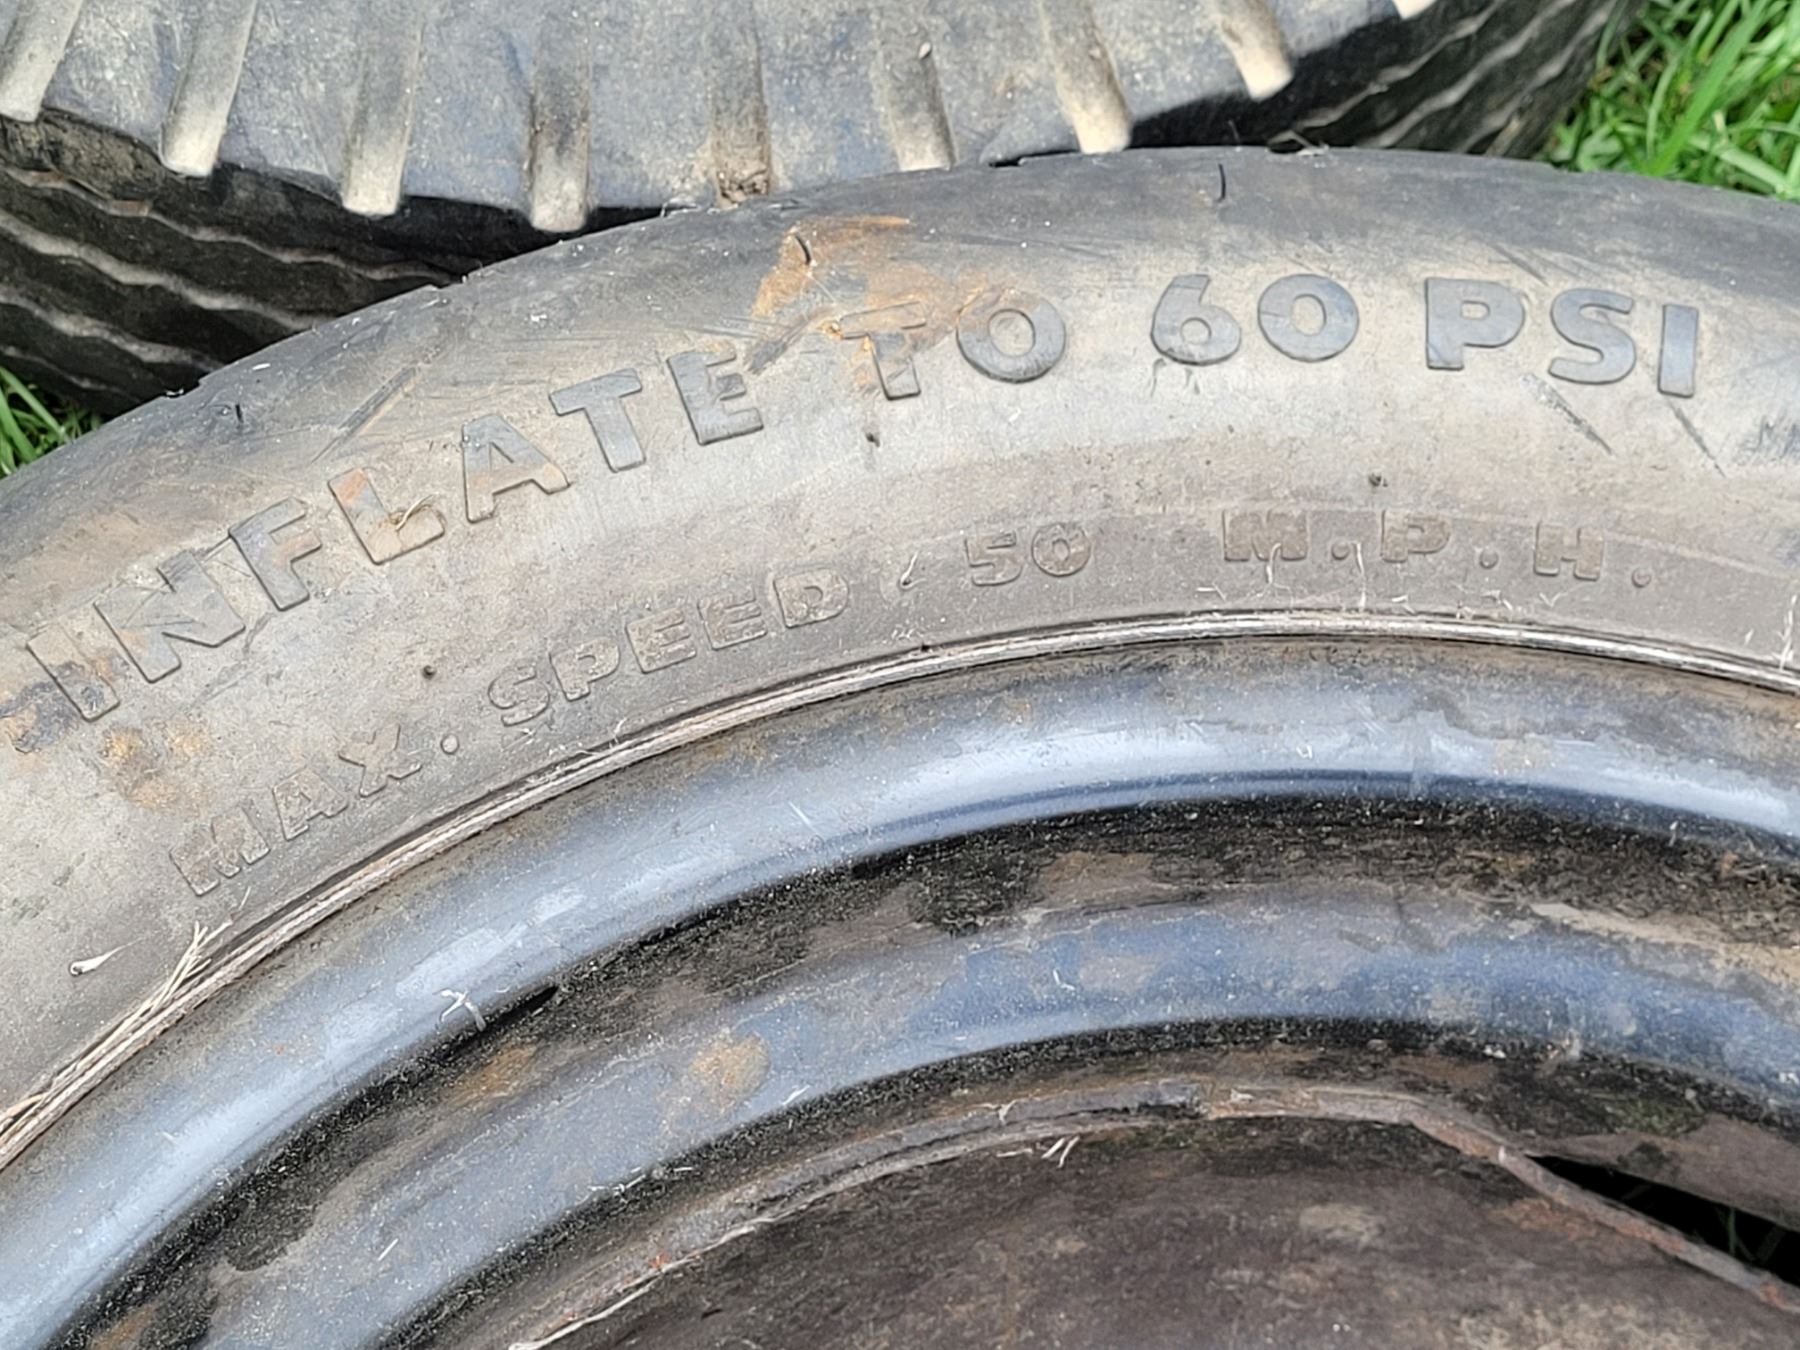 INFLATE TO 60 PSI
MAX. SPEED. 50 M.P.H.